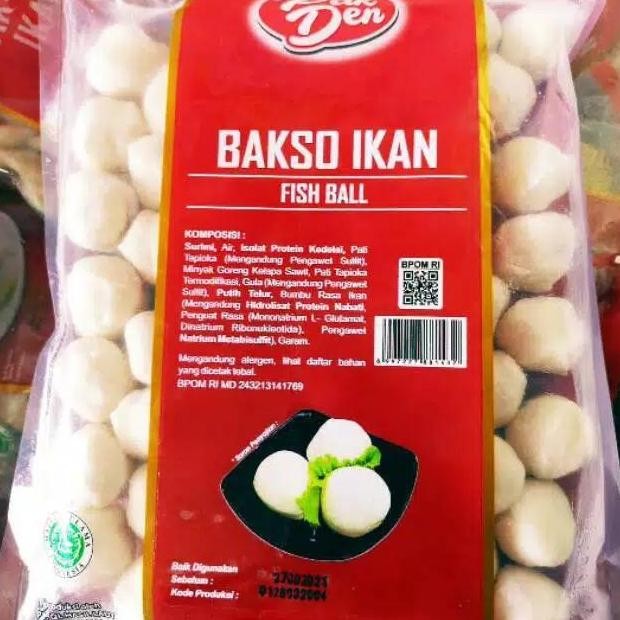 Den
BAKSO IKAN
FISH BALL
KOMPOSISI :
Surimi, Air, Isolat Protein Kedelai, Pati
Tapioka (Mengandung Pengawet Sulfit),
Minyak Goreng Kelapa Sawit, Pati Tapioka
Termodifikasi, Gula (Mengandung Pengawet
Sulfit), Putih Telur, Bumbu Rasa Ikan
(Mengandung Hidrolisat Protein Nabati,
Penguat Rasa (Mononatrium L- Glutamat,
Dinatrium Ribonukleotida), Pengawet
Natrium Metabisulfit), Garam.
Mengandung alergen, lihat daftar bahan
yang dicetak tebal.
BPOM RI MD 243213141769
BPOM RI
Baik Digunakan
Sebelum :
Kode Produksi :